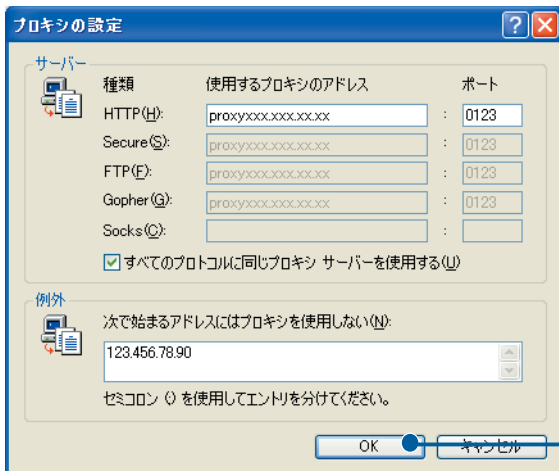 プロキシの設定
サーバー
種類 使用するプロキシのアドレス ポート
HTTP(H): proxyxxx.xxx.xx.xx : 0123
Secure(S): proxyxxx.xxx.xx.xx : 0123
FTP(F): proxyxxx.xxx.xx.xx : 0123
Gopher(G): proxyxxx.xxx.xx.xx : 0123
Socks(C): :
すべてのプロトコルに同じプロキシ サーバーを使用する(U)
例外
次で始まるアドレスにはプロキシを使用しない(N):
123.456.78.90
セミコロン () を使用してエントリを分けてください。
OK キャンセル